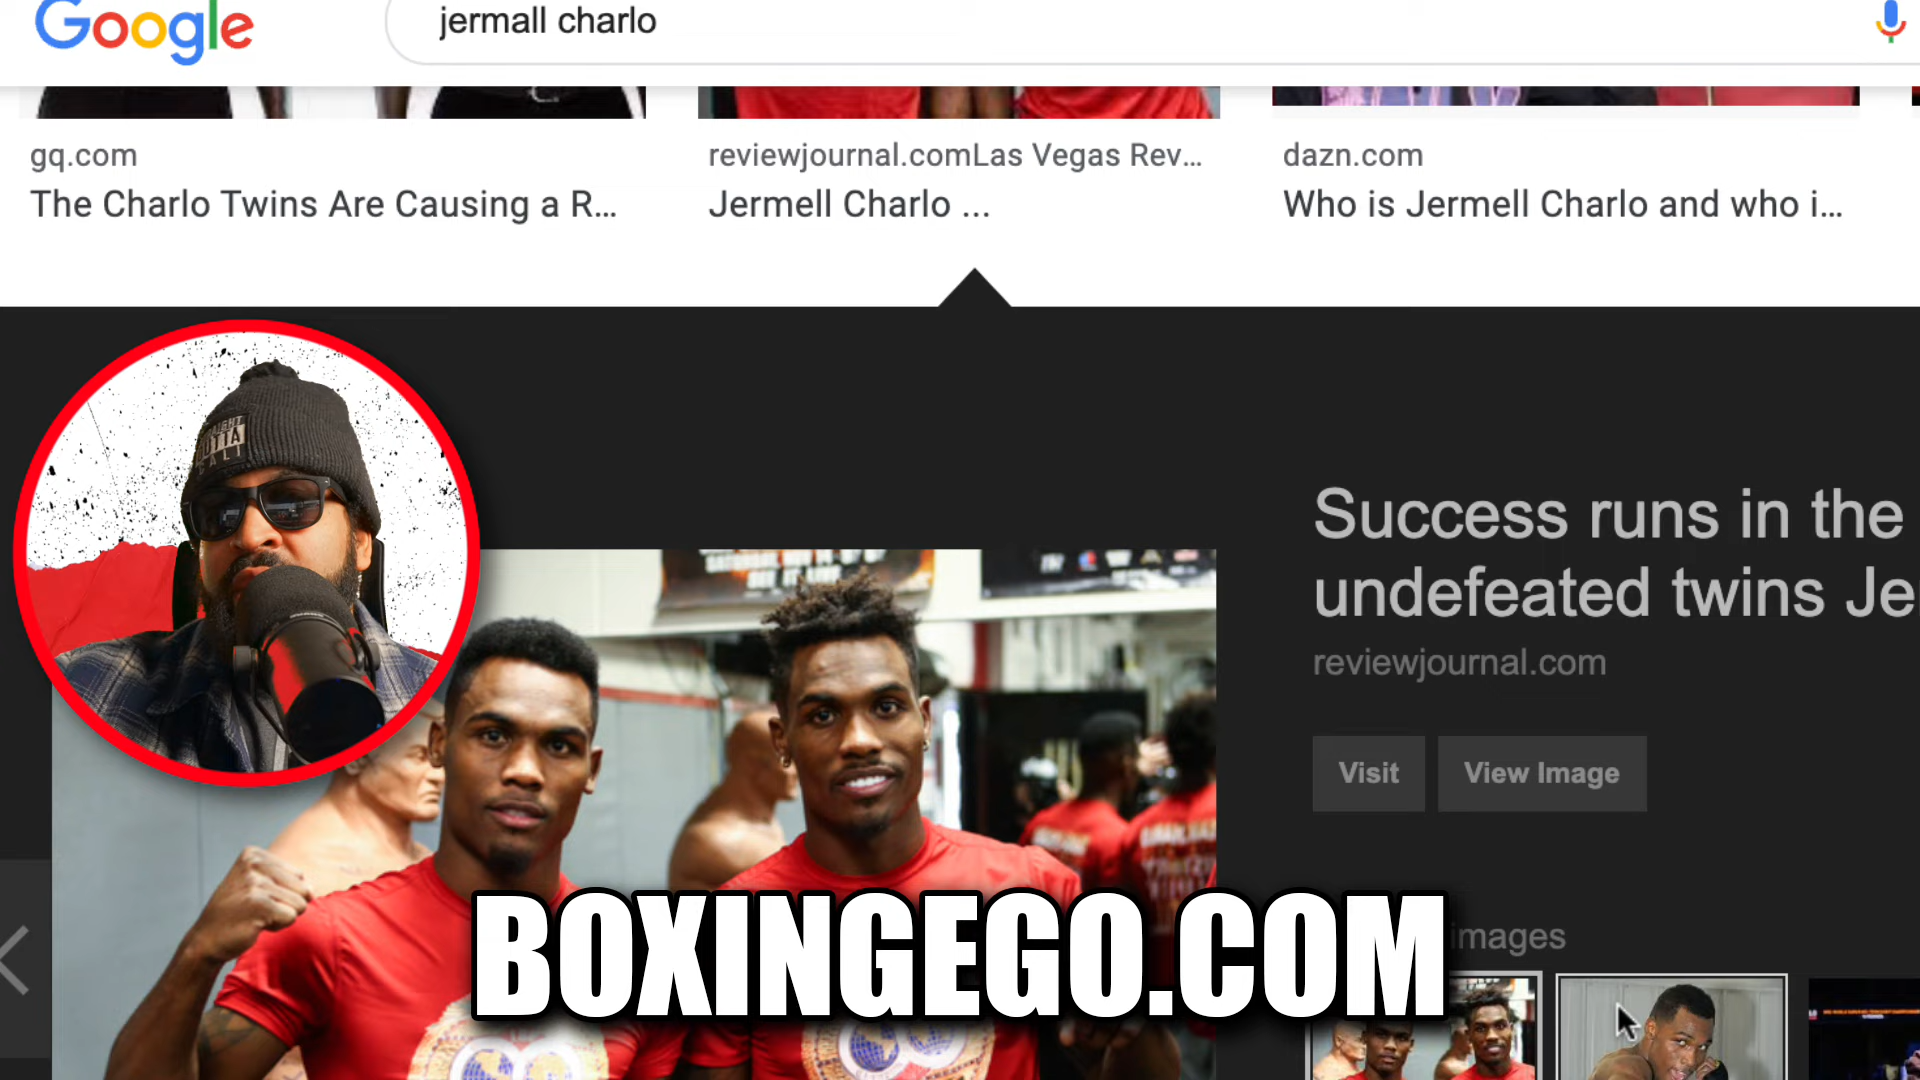 Google
jermall charlo
gq.com
The Charlo Twins Are Causing a R...
reviewjournal.comLas Vegas Rev...
Jermell Charlo ...
dazn.com
Who is Jermell Charlo and who i...
OTTA
CALI
Success runs in the
undefeated twins Je
reviewjournal.com
Visit
View Image
images
BOXINGEGO.COM